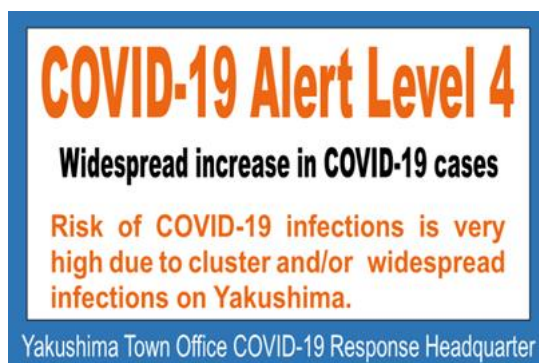 COVID-19 Alert Level 4
Widespread increase in COVID-19 cases
Risk of COVID-19 infections is very
high due to cluster and/or widespread
infections on Yakushima.
Yakushima Town Office COVID-19 Response Headquarter